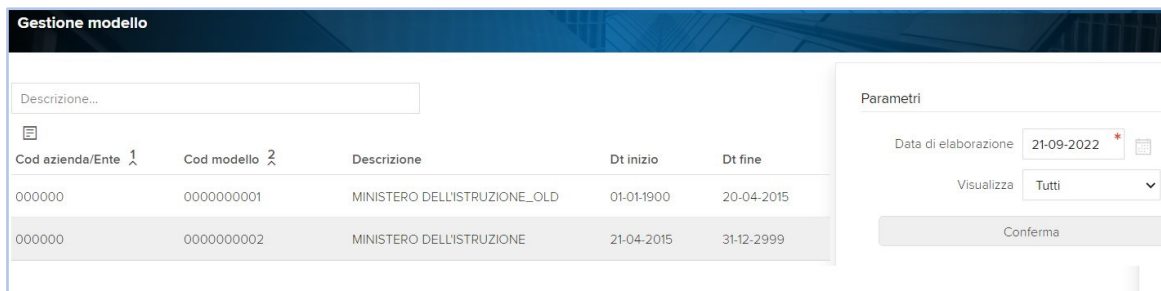 Gestione modello
Descrizione...
Cod azienda/Ente 1 Cod modello 2 Descrizione Dt inizio Dt fine
000000 0000000001 MINISTERO DELL'ISTRUZIONE_OLD 01-01-1900 20-04-2015
000000 0000000002 MINISTERO DELL'ISTRUZIONE 21-04-2015 31-12-2999
Parametri
Data di elaborazione 21-09-2022 *
Visualizza Tutti
Conferma